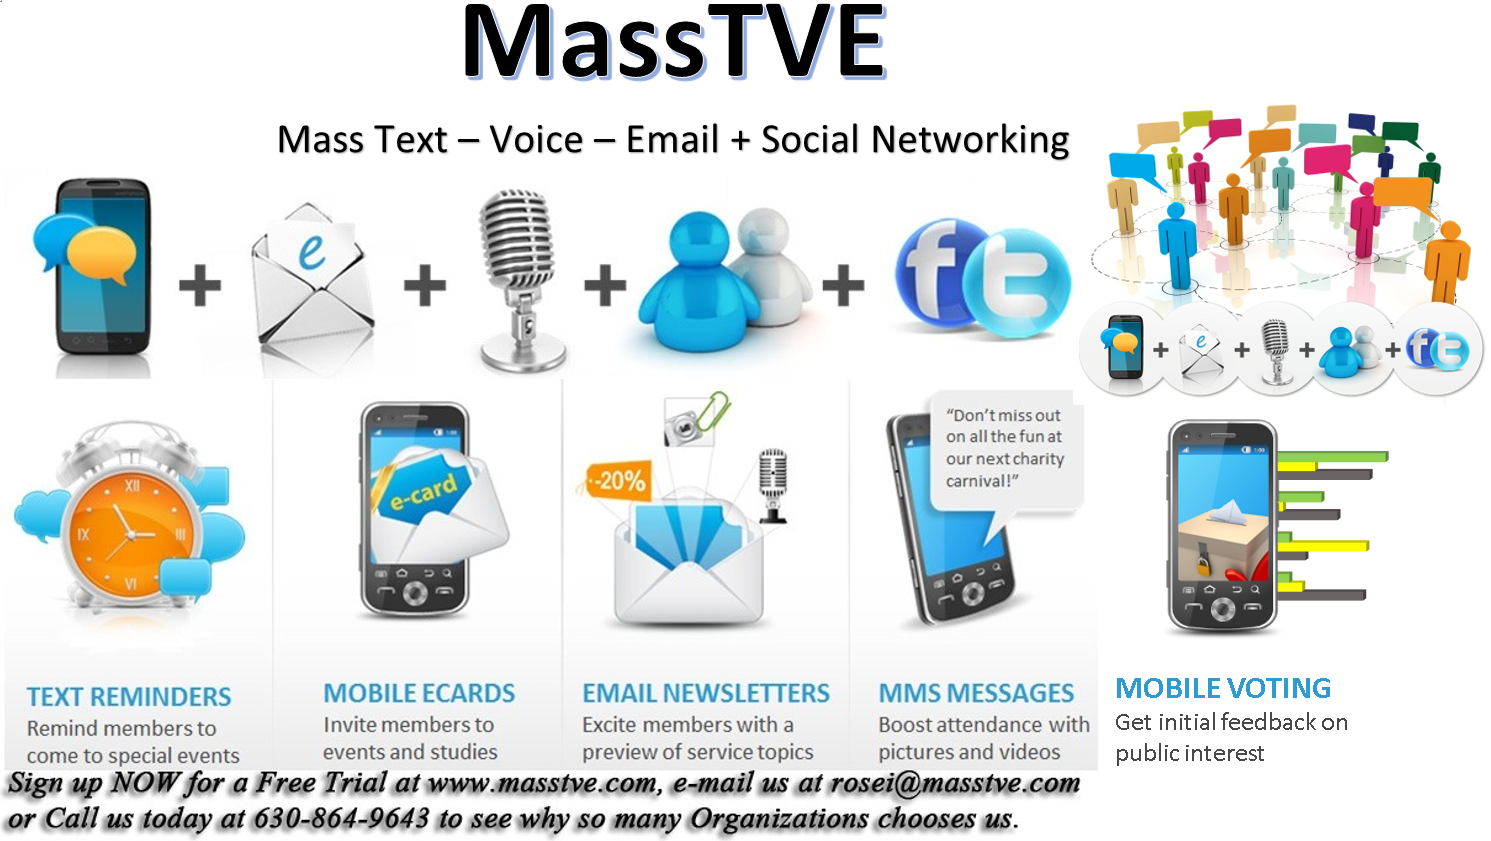 MassTVE
Mass Text – Voice – Email + Social Networking
e
f
t
e
f
t
XII
III
VI
IX
e-card
-20%
"Don't miss out
on all the fun at
our next charity
carnival!"
TEXT REMINDERS
Remind members to
come to special events
MOBILE ECARDS
Invite members to
events and studies
EMAIL NEWSLETTERS
Excite members with a
preview of service topics
MMS MESSAGES
Boost attendance with
pictures and videos
MOBILE VOTING
Get initial feedback on
public interest
Sign up NOW for a Free Trial at www.masstve.com, e-mail us at rosei@masstve.com
or Call us today at 630-864-9643 to see why so many Organizations chooses us.